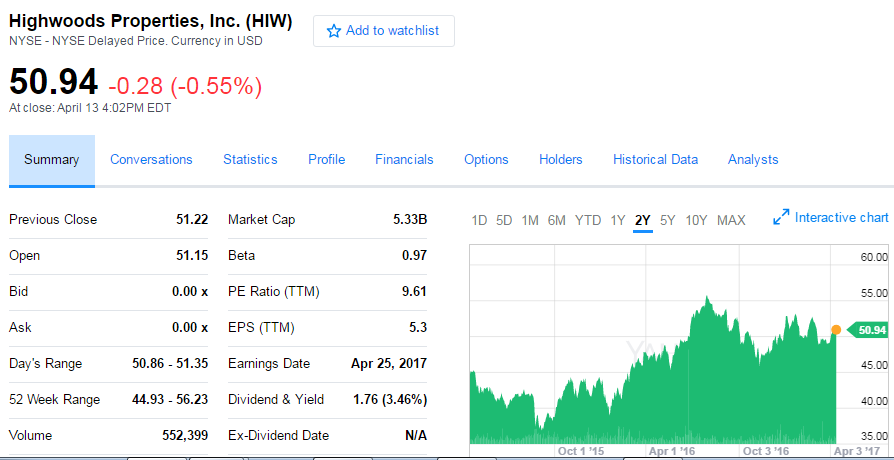 Highwoods Properties, Inc. (HIW)
Add to watchlist
NYSE - NYSE Delayed Price. Currency in USD
50.94 -0.28 (-0.55%)
At close: April 13 4:02PM EDT
Summary Conversations Statistics Profile Financials Options Holders Historical Data Analysts
Previous Close 51.22 Market Cap 5.33B
Open 51.15 Beta 0.97
Bid 0.00 x PE Ratio (TTM) 9.61
Ask 0.00 x EPS (TTM) 5.3
Day's Range 50.86 - 51.35 Earnings Date Apr 25, 2017
52 Week Range 44.93 - 56.23 Dividend & Yield 1.76 (3.46%)
Volume 552,399 Ex-Dividend Date N/A
1D 5D 1M 6M YTD 1Y 2Y 5Y 10Y MAX
Interactive chart
60.00
55.00
50.94
45.00
40.00
35.00
Oct 1 '15 Apr 1 '16 Oct 3 '16 Apr 3 '17